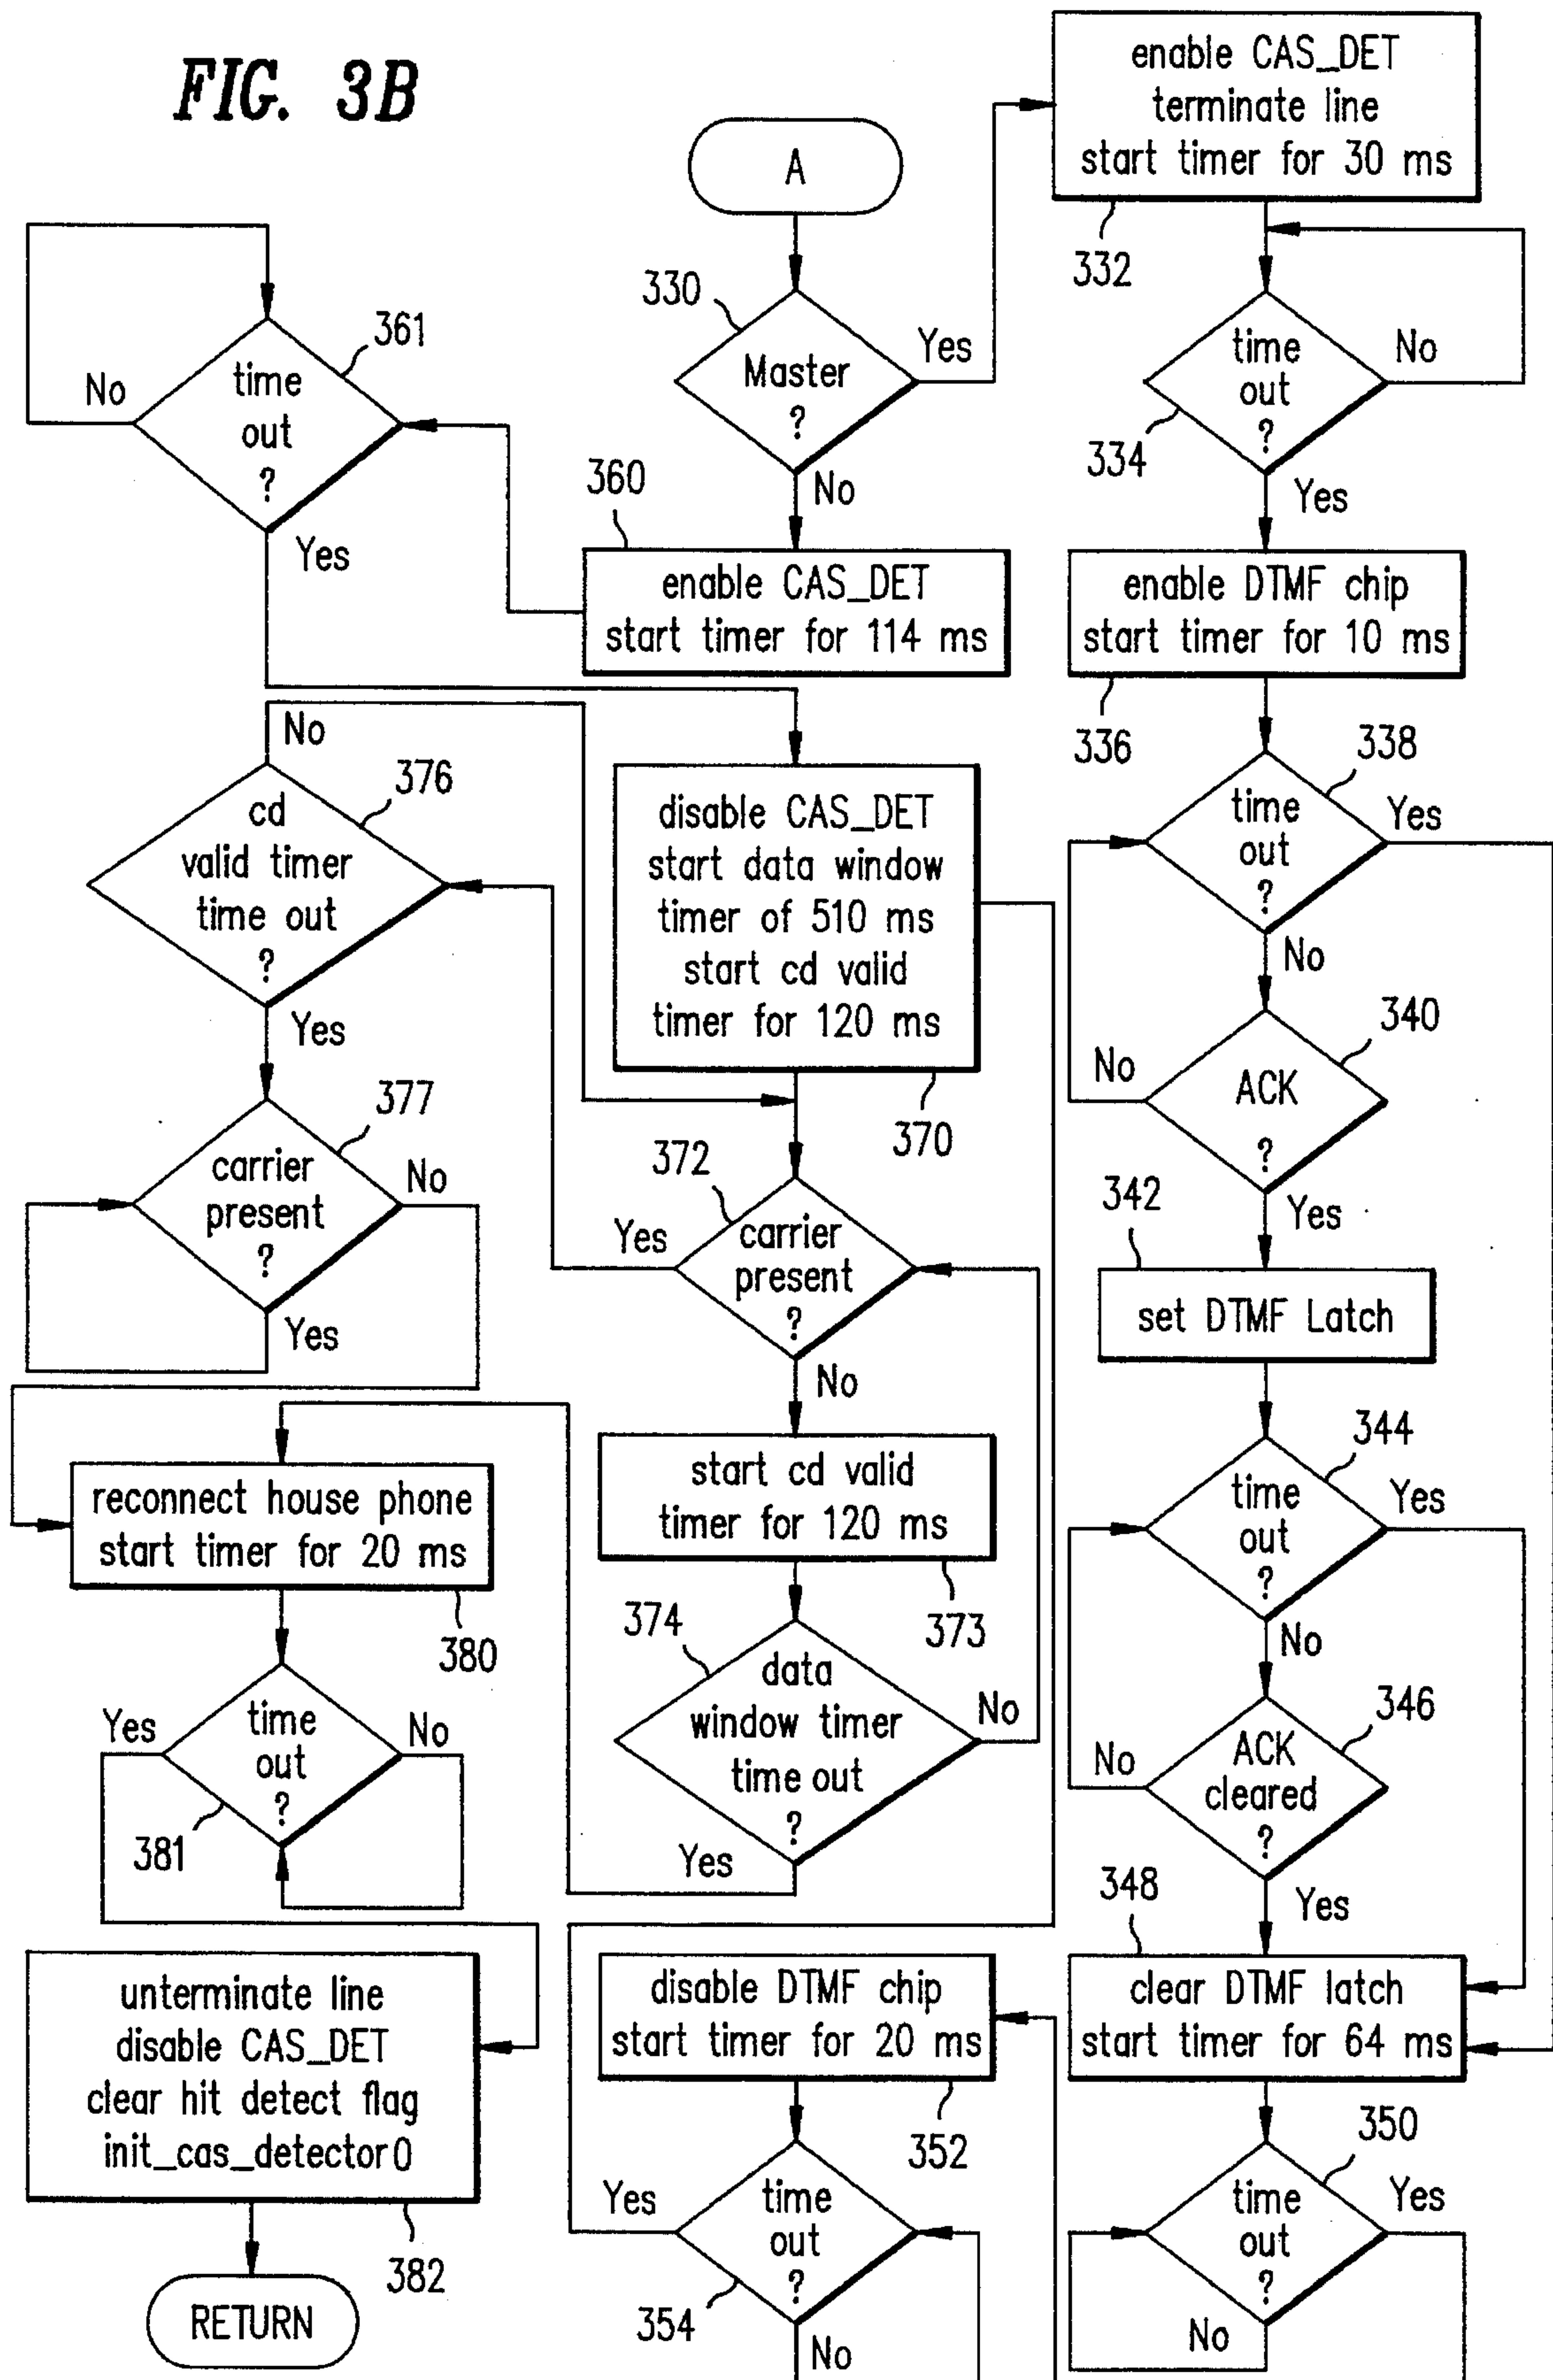 FIG. 3B
A
330
Master
?
Yes
No
enable CAS_DET
terminate line
start timer for 30 ms
332
time
out
?
No
Yes
334
enable DTMF chip
start timer for 10 ms
336
338
time
out
?
Yes
No
340
ACK
?
No
Yes
342
set DTMF Latch
344
time
out
?
Yes
No
346
ACK
cleared
?
No
Yes
348
clear DTMF latch
start timer for 64 ms
350
time
out
?
Yes
No
disable DTMF chip
start timer for 20 ms
352
time
out
?
Yes
No
354
360
enable CAS_DET
start timer for 114 ms
361
time
out
?
No
Yes
disable CAS_DET
start data window
timer of 510 ms
start cd valid
timer for 120 ms
370
372
carrier
present
?
Yes
No
start cd valid
timer for 120 ms
373
374
data
window timer
time out
?
No
Yes
No
376
cd
valid timer
time out
?
Yes
377
carrier
present
?
No
Yes
reconnect house phone
start timer for 20 ms
380
time
out
?
Yes
No
381
unterminate line
disable CAS_DET
clear hit detect flag
init_cas_detector0
382
RETURN